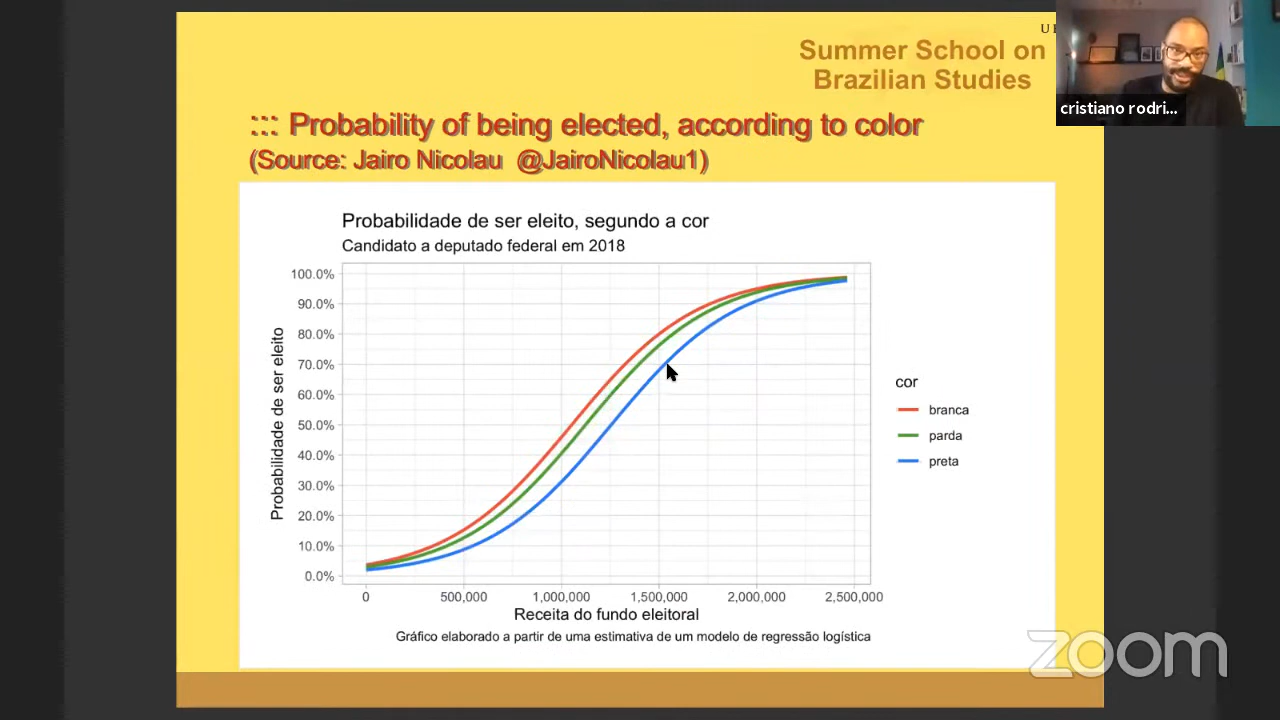 U
Summer School on
Brazilian Studies
cristiano rodri...
::: Probability of being elected, according to color
(Source: Jairo Nicolau @JairoNicolau1)
Probabilidade de ser eleito, segundo a cor
Candidato a deputado federal em 2018
Probabilidade de ser eleito
100.0%
90.0%
80.0%
70.0%
60.0%
50.0%
40.0%
30.0%
20.0%
10.0%
0.0%
0 500,000 1,000,000 1,500,000 2,000,000 2,500,000
Receita do fundo eleitoral
Gráfico elaborado a partir de uma estimativa de um modelo de regressão logística
cor
branca
parda
preta
zoom